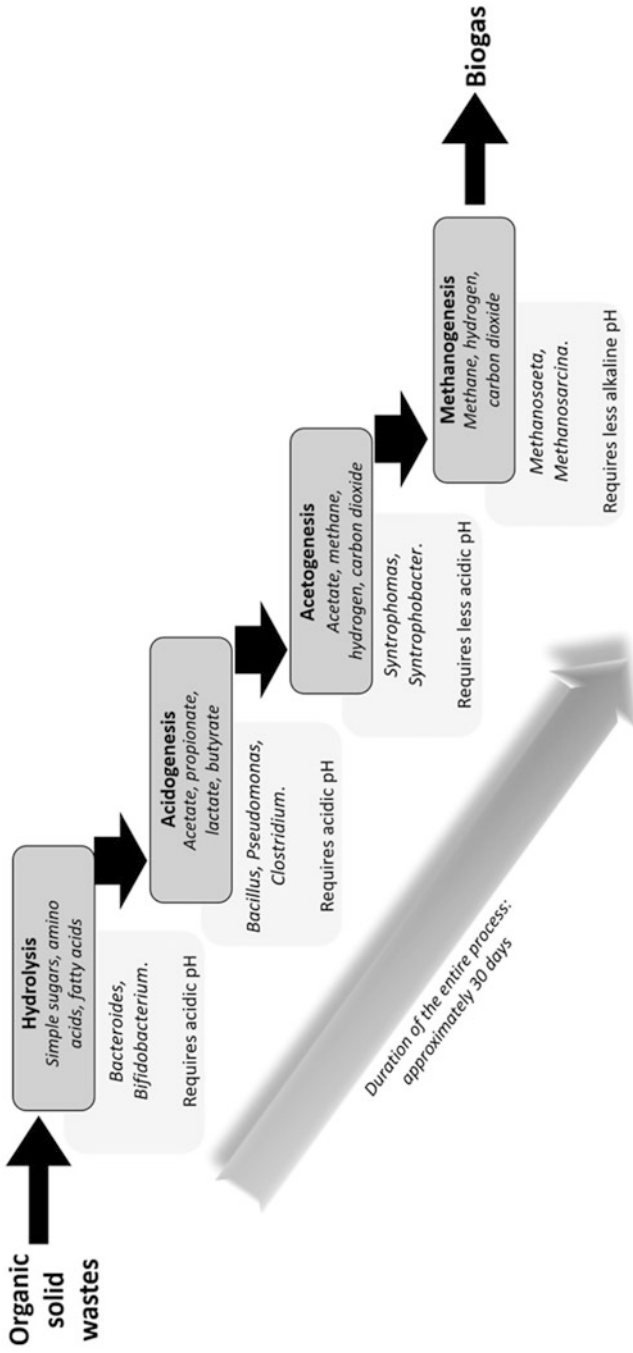 Organic
solid
wastes
Hydrolysis
Simple sugars, amino
acids, fatty acids
Bacteroides,
Bifidobacterium.
Requires acidic pH
Acidogenesis
Acetate, propionate,
lactate, butyrate
Bacillus, Pseudomonas,
Clostridium.
Requires acidic pH
Acetogenesis
Acetate, methane,
hydrogen, carbon dioxide
Syntrophomas,
Syntrophobacter.
Requires less acidic pH
Methanogenesis
Methane, hydrogen,
carbon dioxide
Methanosaeta,
Methanosarcina.
Requires less alkaline pH
Biogas
Duration of the entire process:
approximately 30 days